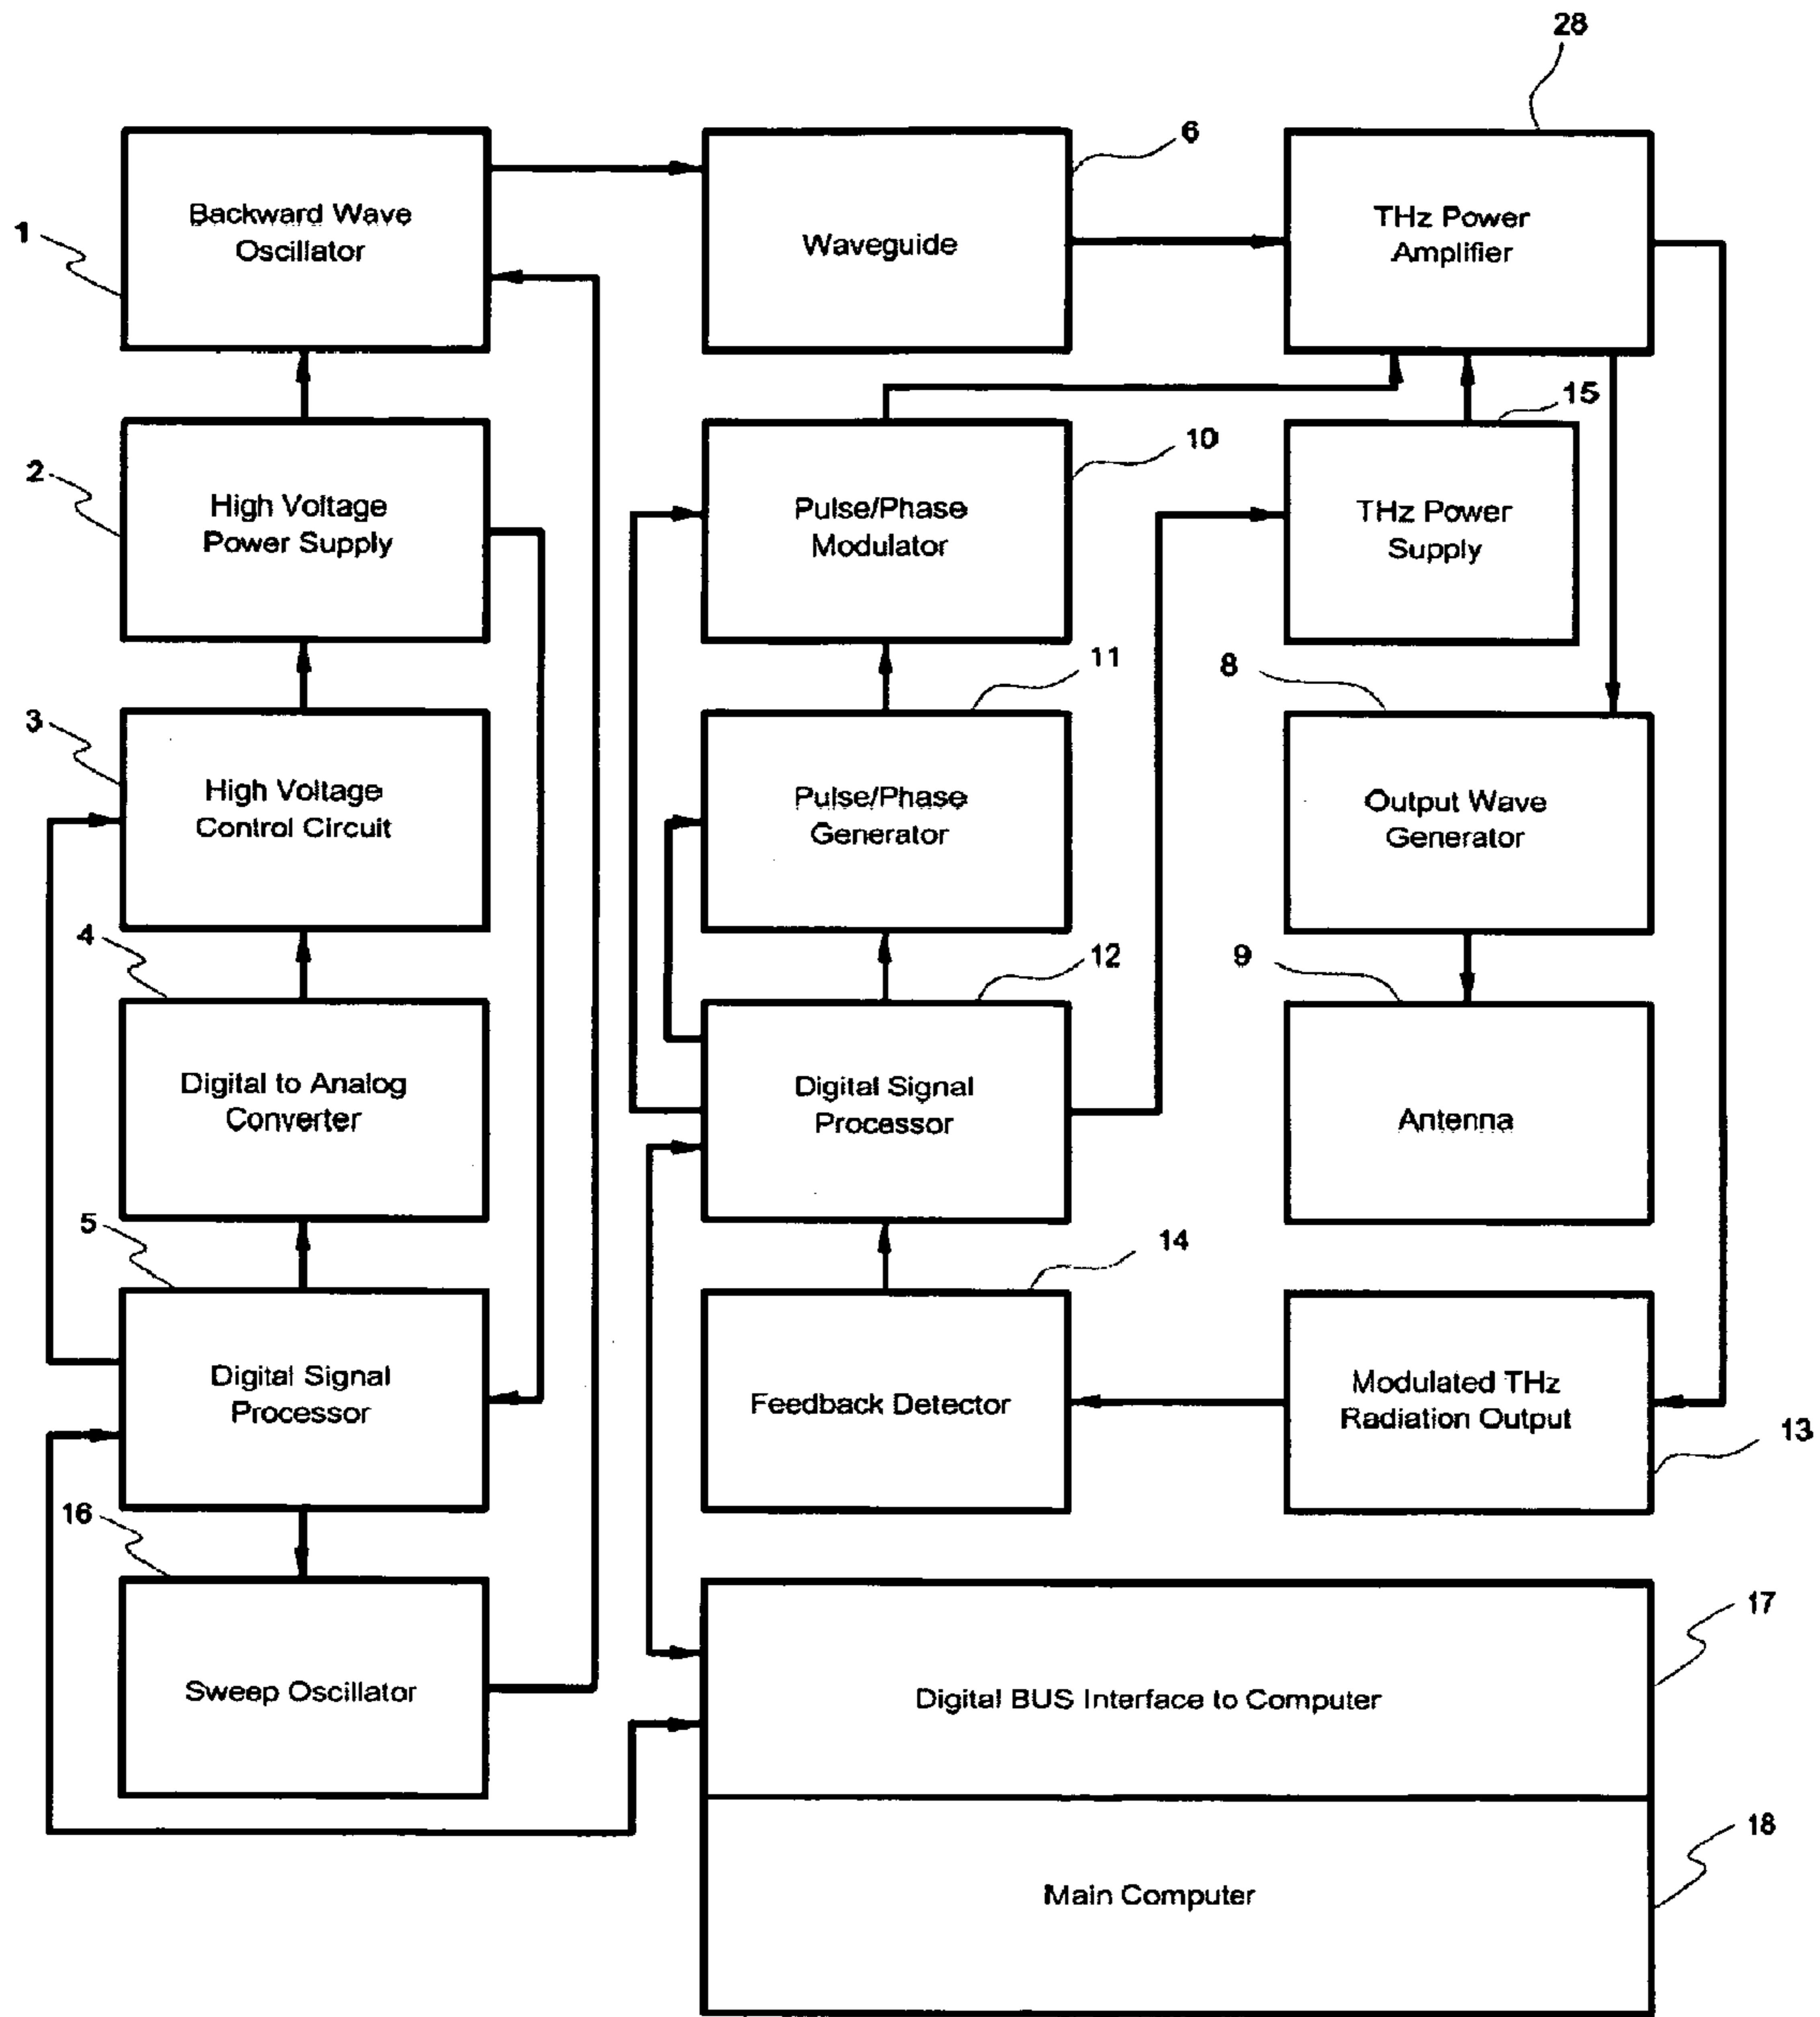 28
6
1
Backward Wave
Oscillator
Waveguide
THz Power
Amplifier
2
High Voltage
Power Supply
10
Pulse/Phase
Modulator
15
THz Power
Supply
3
High Voltage
Control Circuit
11
Pulse/Phase
Generator
8
Output Wave
Generator
4
Digital to Analog
Converter
12
Digital Signal
Processor
9
Antenna
5
Digital Signal
Processor
14
Feedback Detector
Modulated THz
Radiation Output
13
16
Sweep Oscillator
17
Digital BUS Interface to Computer
18
Main Computer